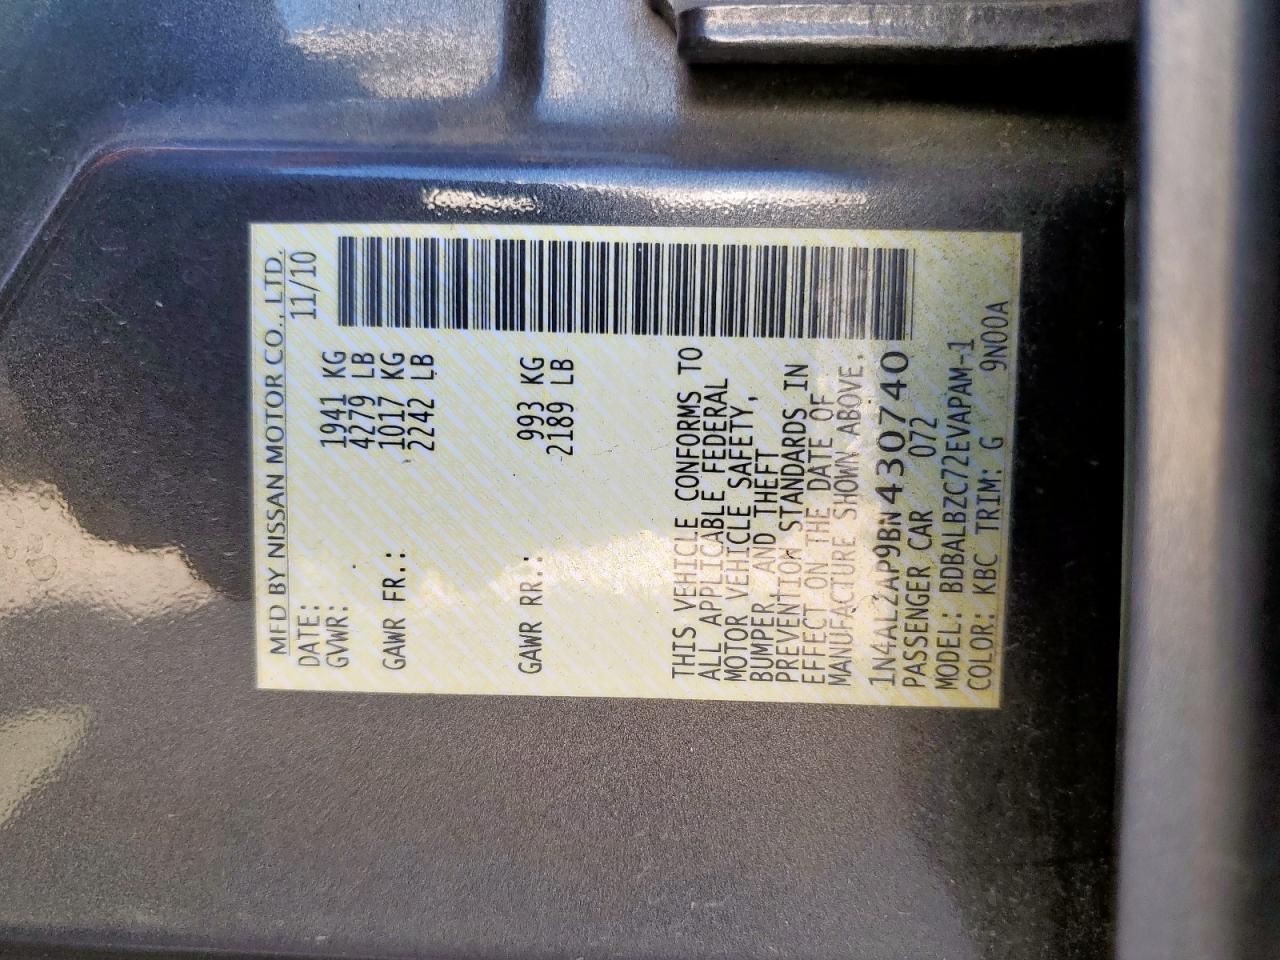 MFD BY NISSAN MOTOR CO., LTD.
DATE: 11/10
GVWR: 1941 KG
4279 LB
GAWR FR.: 1017 KG
2242 LB
GAWR RR.: 993 KG
2189 LB
THIS VEHICLE CONFORMS TO
ALL APPLICABLE FEDERAL
MOTOR VEHICLE SAFETY,
BUMPER AND THEFT
PREVENTION STANDARDS IN
EFFECT ON THE DATE OF
MANUFACTURE SHOWN ABOVE.
1N4AL2AP9BN430740
PASSENGER CAR 072
MODEL: BDBALBZC72EVAPAM-1
COLOR: KBC TRIM: G 9N00A